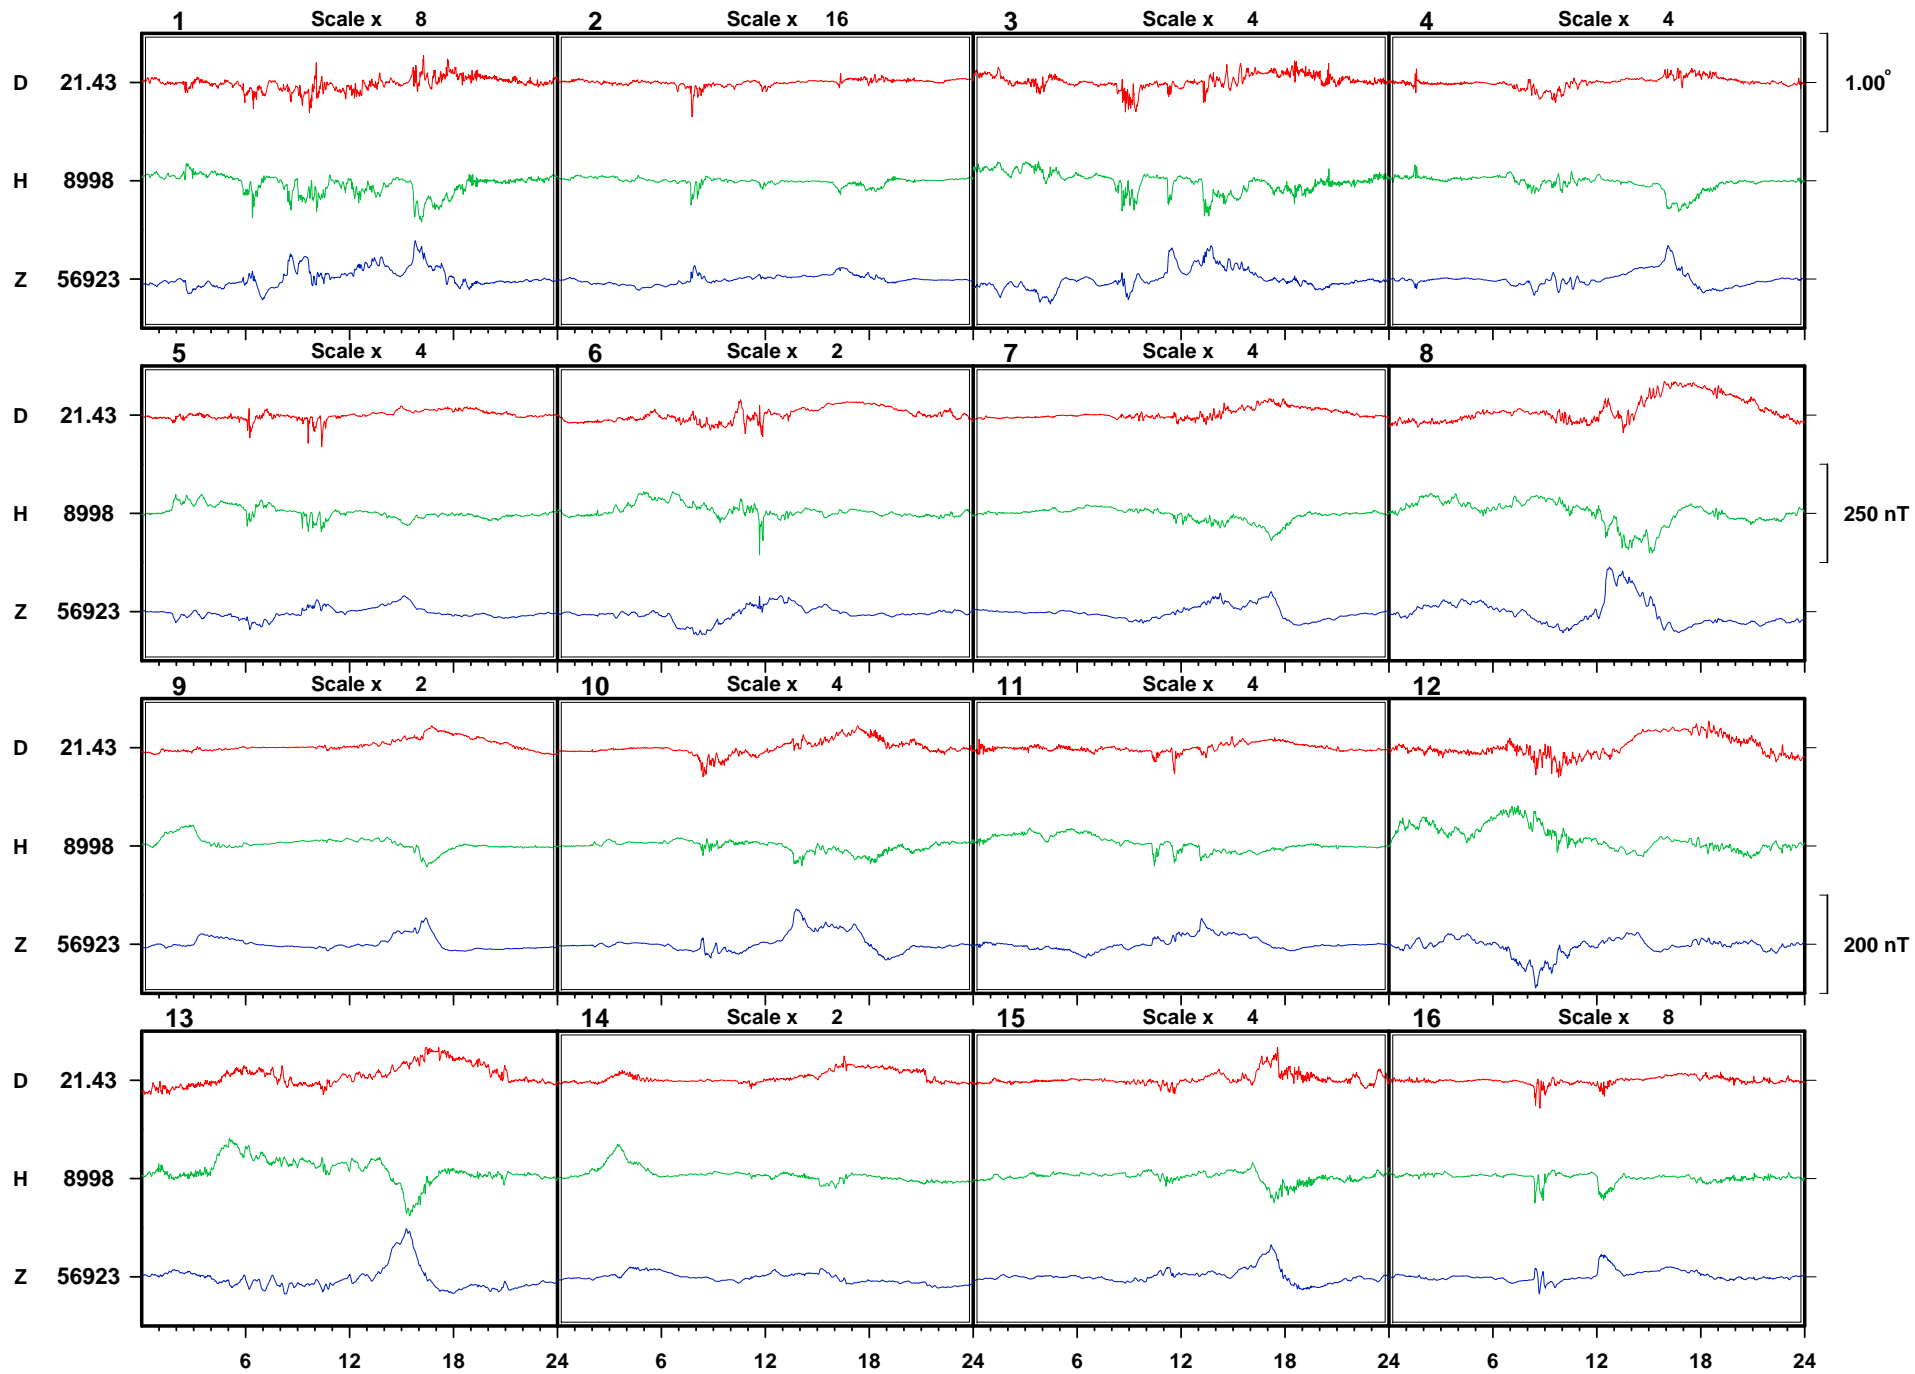 1 Scale x 8 2 Scale x 16 3 Scale x 4 4 Scale x 4
D 21.43 1.00°
H 8998
Z 56923
5 Scale x 4 6 Scale x 2 7 Scale x 4 8
D 21.43
H 8998 250 nT
Z 56923
9 Scale x 2 10 Scale x 4 11 Scale x 4 12
D 21.43
H 8998
Z 56923 200 nT
13 14 Scale x 2 15 Scale x 4 16 Scale x 8
D 21.43
H 8998
Z 56923
6 12 18 24 6 12 18 24 6 12 18 24 6 12 18 24